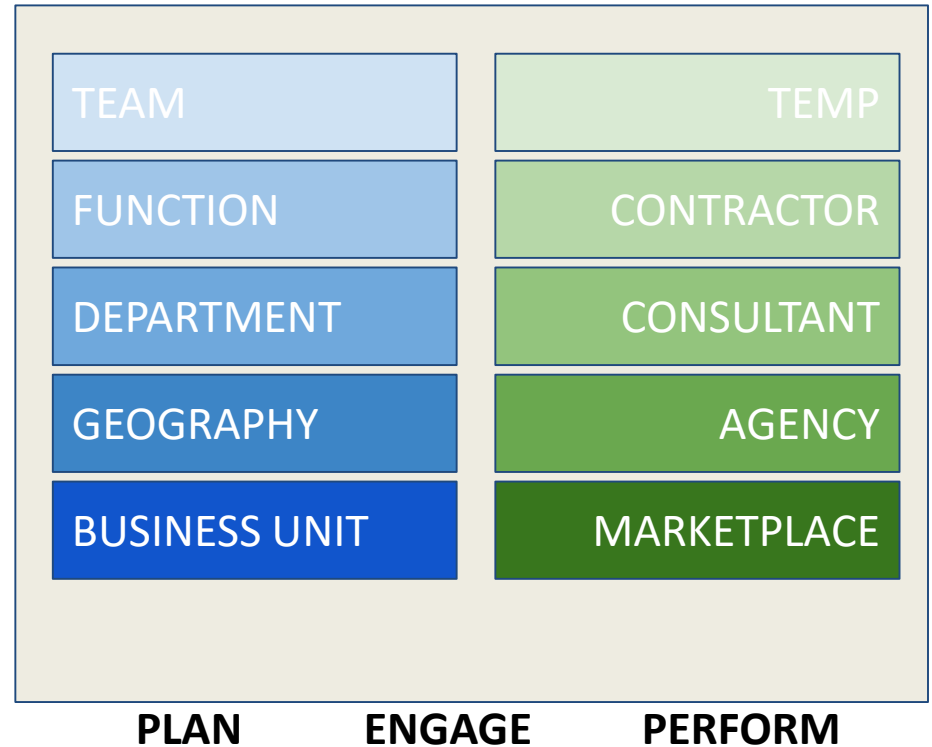 TEAM
TEMP
FUNCTION
CONTRACTOR
DEPARTMENT
CONSULTANT
GEOGRAPHY
AGENCY
BUSINESS UNIT
MARKETPLACE
PLAN ENGAGE PERFORM